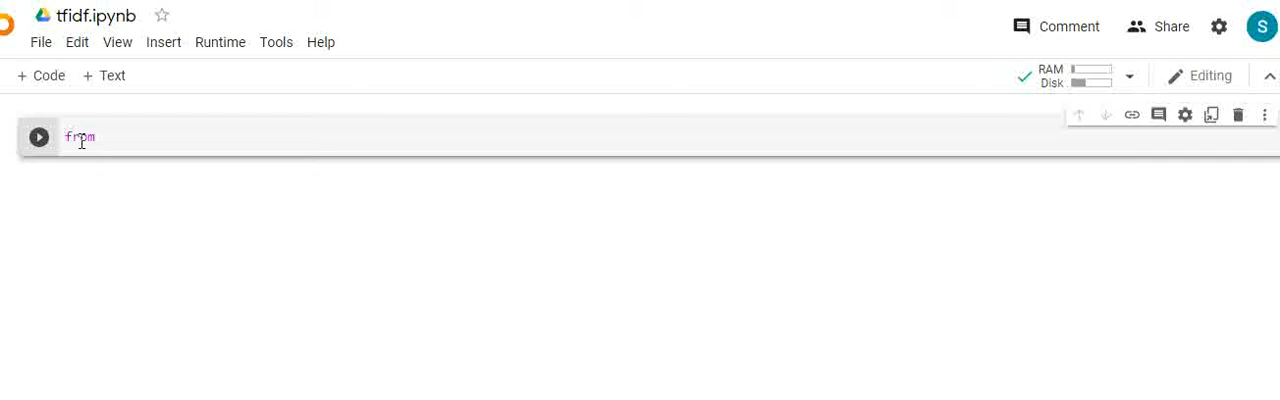 tfidf.ipynb
Comment Share S
File Edit View Insert Runtime Tools Help
+ Code + Text
RAM
Disk
Editing
from